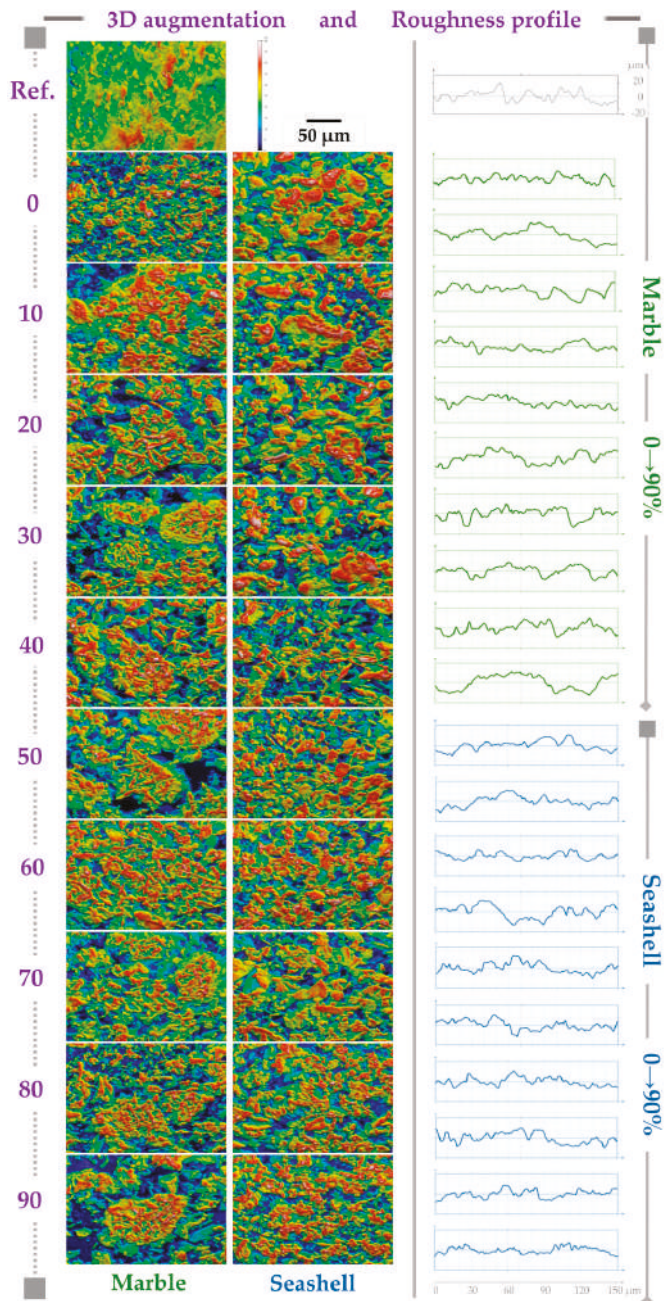 3D augmentation and Roughness profile
Ref.
50 µm
µm
20
0
-20
0
10
20
30
40
50
60
70
80
90
Marble
0→90%
Seashell
0→90%
0 30 60 90 120 150 µm
Marble Seashell